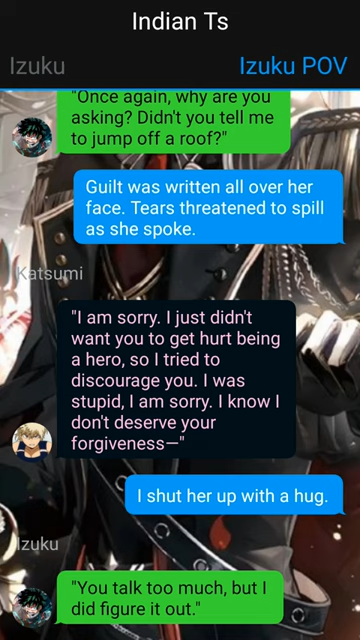 Indian Ts
Izuku
Izuku POV
"Once again, why are you
asking? Didn't you tell me
to jump off a roof?"
Guilt was written all over her
face. Tears threatened to spill
as she spoke.
Katsumi
"I am sorry. I just didn't
want you to get hurt being
a hero, so I tried to
discourage you. I was
stupid, I am sorry. I know I
don't deserve your
forgiveness—"
I shut her up with a hug.
Izuku
"You talk too much, but I
did figure it out."